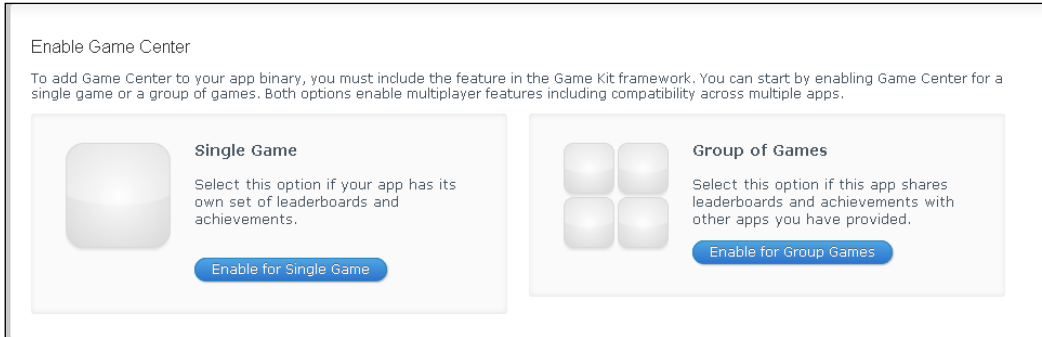 Enable Game Center
To add Game Center to your app binary, you must include the feature in the Game Kit framework. You can start by enabling Game Center for a
single game or a group of games. Both options enable multiplayer features including compatibility across multiple apps.
Single Game
Select this option if your app has its
own set of leaderboards and
achievements.
Enable for Single Game
Group of Games
Select this option if this app shares
leaderboards and achievements with
other apps you have provided.
Enable for Group Games